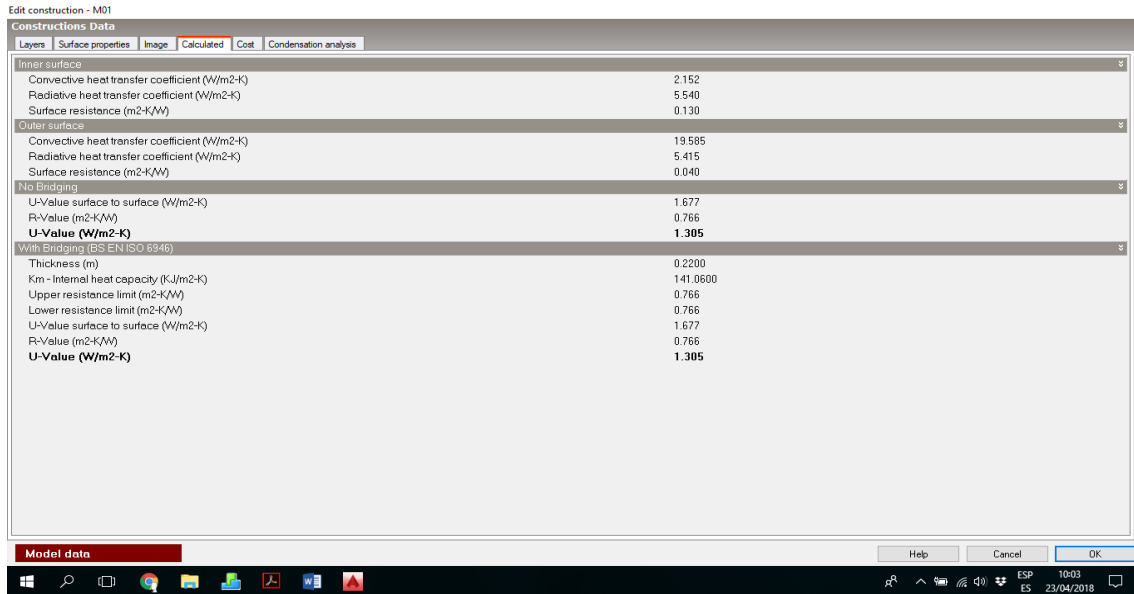 Edit construction - M01
Constructions Data
Layers Surface properties Image Calculated Cost Condensation analysis
Inner surface
Convective heat transfer coefficient (W/m2-K) 2.152
Radiative heat transfer coefficient (W/m2-K) 5.540
Surface resistance (m2-K/W) 0.130
Outer surface
Convective heat transfer coefficient (W/m2-K) 19.585
Radiative heat transfer coefficient (W/m2-K) 5.415
Surface resistance (m2-K/W) 0.040
No Bridging
U-Value surface to surface (W/m2-K) 1.677
R-Value (m2-K/W) 0.766
U-Value (W/m2-K) 1.305
With Bridging (BS EN ISO 6946)
Thickness (m) 0.2200
Km - Internal heat capacity (KJ/m2-K) 141.0600
Upper resistance limit (m2-K/W) 0.766
Lower resistance limit (m2-K/W) 0.766
U-Value surface to surface (W/m2-K) 1.677
R-Value (m2-K/W) 0.766
U-Value (W/m2-K) 1.305
Model data Help Cancel OK
ESP 10:03
ES 23/04/2018